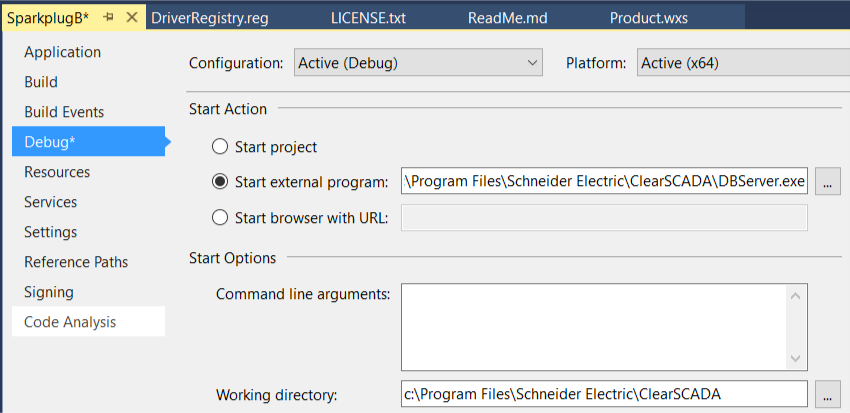 SparkplugB* DriverRegistry.reg LICENSE.txt ReadMe.md Product.wxs
Application
Build
Build Events
Debug*
Resources
Services
Settings
Reference Paths
Signing
Code Analysis
Configuration: Active (Debug) Platform: Active (x64)
Start Action
Start project
Start external program: \Program Files\Schneider Electric\ClearSCADA\DBServer.exe ...
Start browser with URL:
Start Options
Command line arguments:
Working directory: c:\Program Files\Schneider Electric\ClearSCADA ...